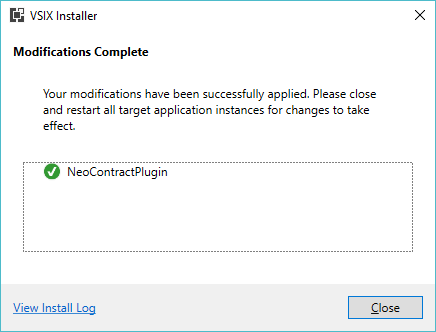 VSIX Installer
Modifications Complete
Your modifications have been successfully applied. Please close
and restart all target application instances for changes to take
effect.
NeoContractPlugin
View Install Log
Close